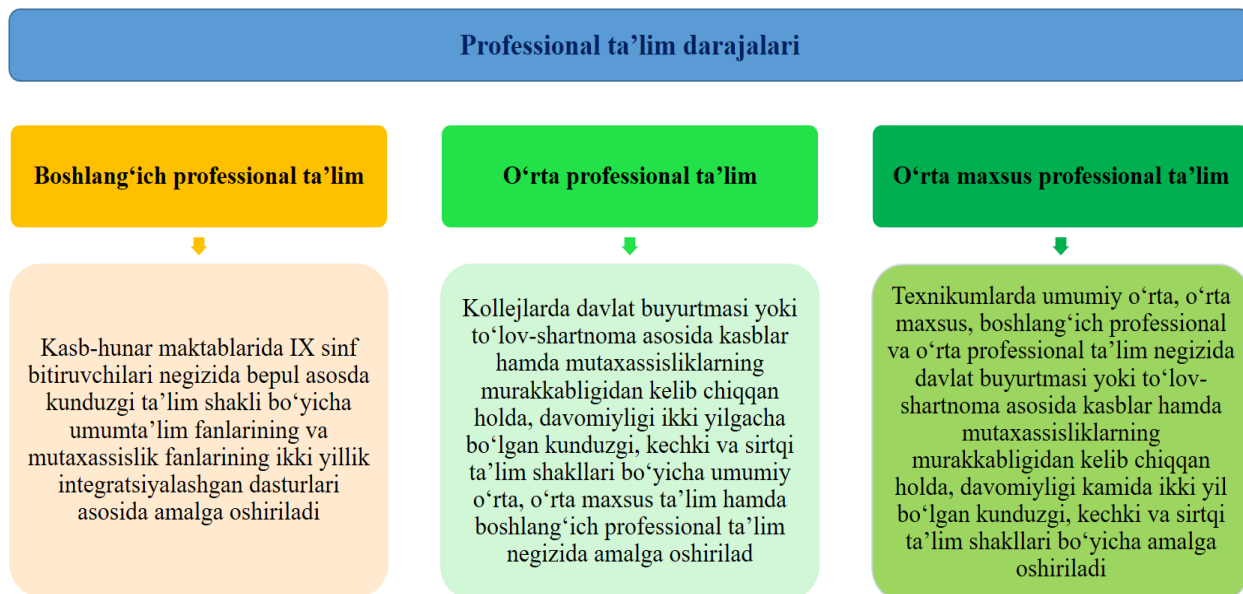 Professional ta’lim darajalari
Boshlang‘ich professional ta’lim
Kasb-hunar maktablarida IX sinf
bitiruvchilari negizida bepul asosda
kunduzgi ta’lim shakli bo‘yicha
umumta’lim fanlarining va
mutaxassislik fanlarining ikki yillik
integratsiyalashgan dasturlari
asosida amalga oshiriladi
O‘rta professional ta’lim
Kollejlarda davlat buyurtmasi yoki
to‘lov-shartnoma asosida kasblar
hamda mutaxassisliklarning
murakkabligidan kelib chiqqan
holda, davomiyligi ikki yilgacha
bo‘lgan kunduzgi, kechki va sirtqi
ta’lim shakllari bo‘yicha umumiy
o‘rta, o‘rta maxsus ta’lim hamda
boshlang‘ich professional ta’lim
negizida amalga oshirilad
O‘rta maxsus professional ta’lim
Texnikumlarda umumiy o‘rta, o‘rta
maxsus, boshlang‘ich professional
va o‘rta professional ta’lim negizida
davlat buyurtmasi yoki to‘lov-
shartnoma asosida kasblar hamda
mutaxassisliklarning
murakkabligidan kelib chiqqan
holda, davomiyligi kamida ikki yil
bo‘lgan kunduzgi, kechki va sirtqi
ta’lim shakllari bo‘yicha amalga
oshiriladi